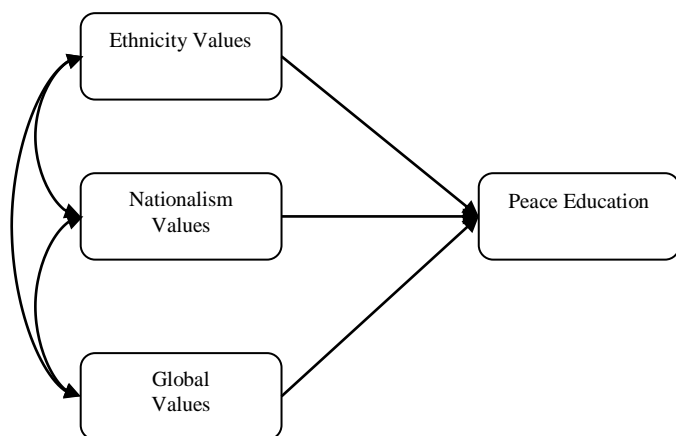 Ethnicity Values
Nationalism
Values
Peace Education
Global
Values